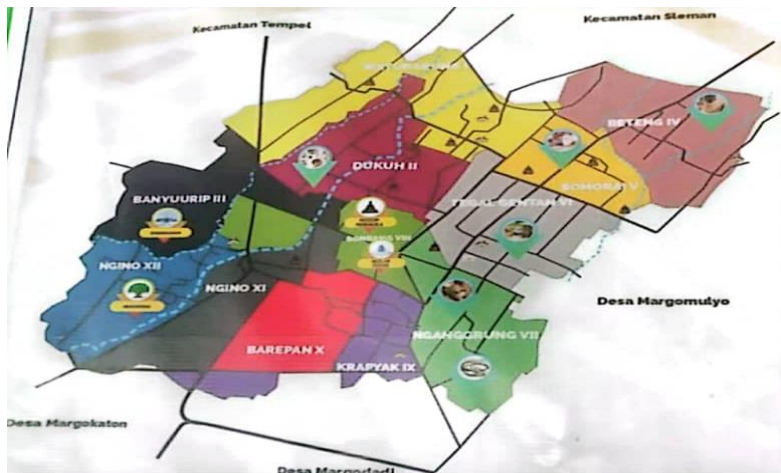 Kecamatan Tempel
Kecamatan Sleman
BETENG IV
DUKUH II
SOMORAI V
BANYUURIP III
TEGAL GENTAN VI
VIII
NGINO XII
NGINO XI
Desa Margomulyo
NGANGGRUNG VII
BAREPAN X
KRAPYAK IX
Desa Margokaton
Desa Margodadi